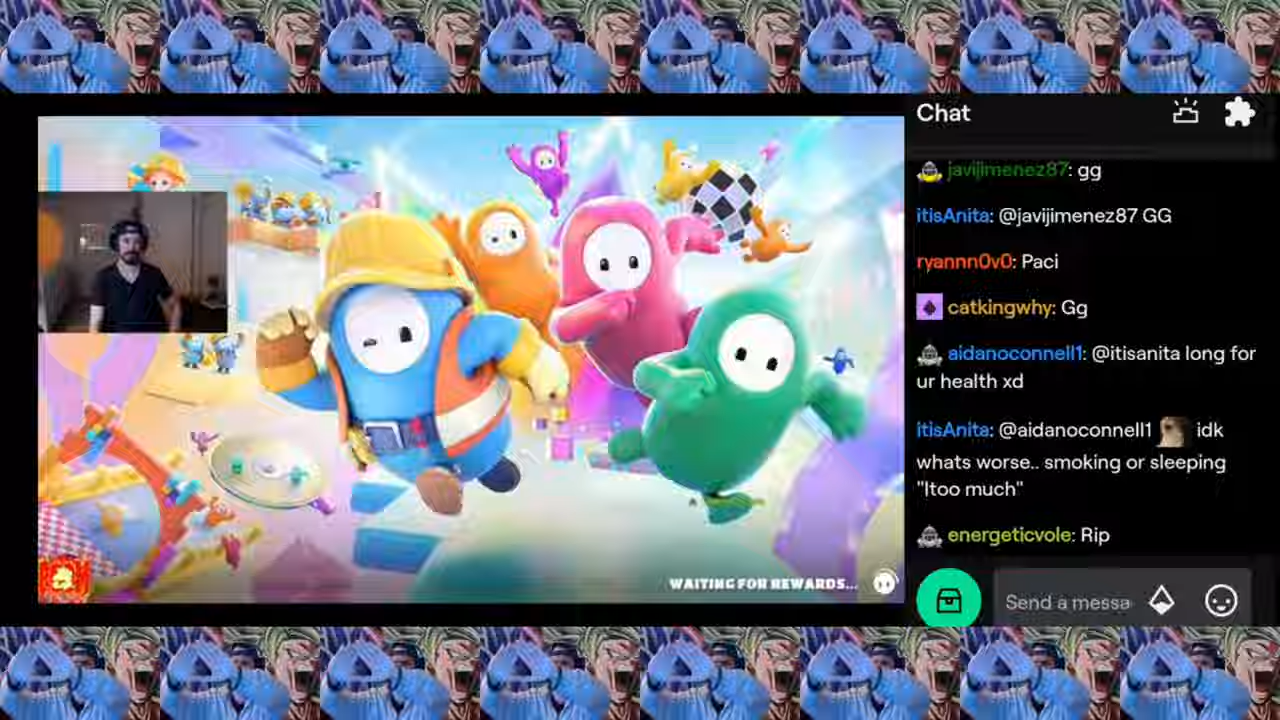 Chat
javijimenez87: gg
itisAnita: @javijimenez87 GG
ryannn0v0: Paci
catkingwhy: Gg
aidanoconnell1: @itisanita long for
ur health xd
itisAnita: @aidanoconnell1 idk
whats worse.. smoking or sleeping
"ltoo much"
energeticvole: Rip
WAITING FOR REWARDS...
Send a messa